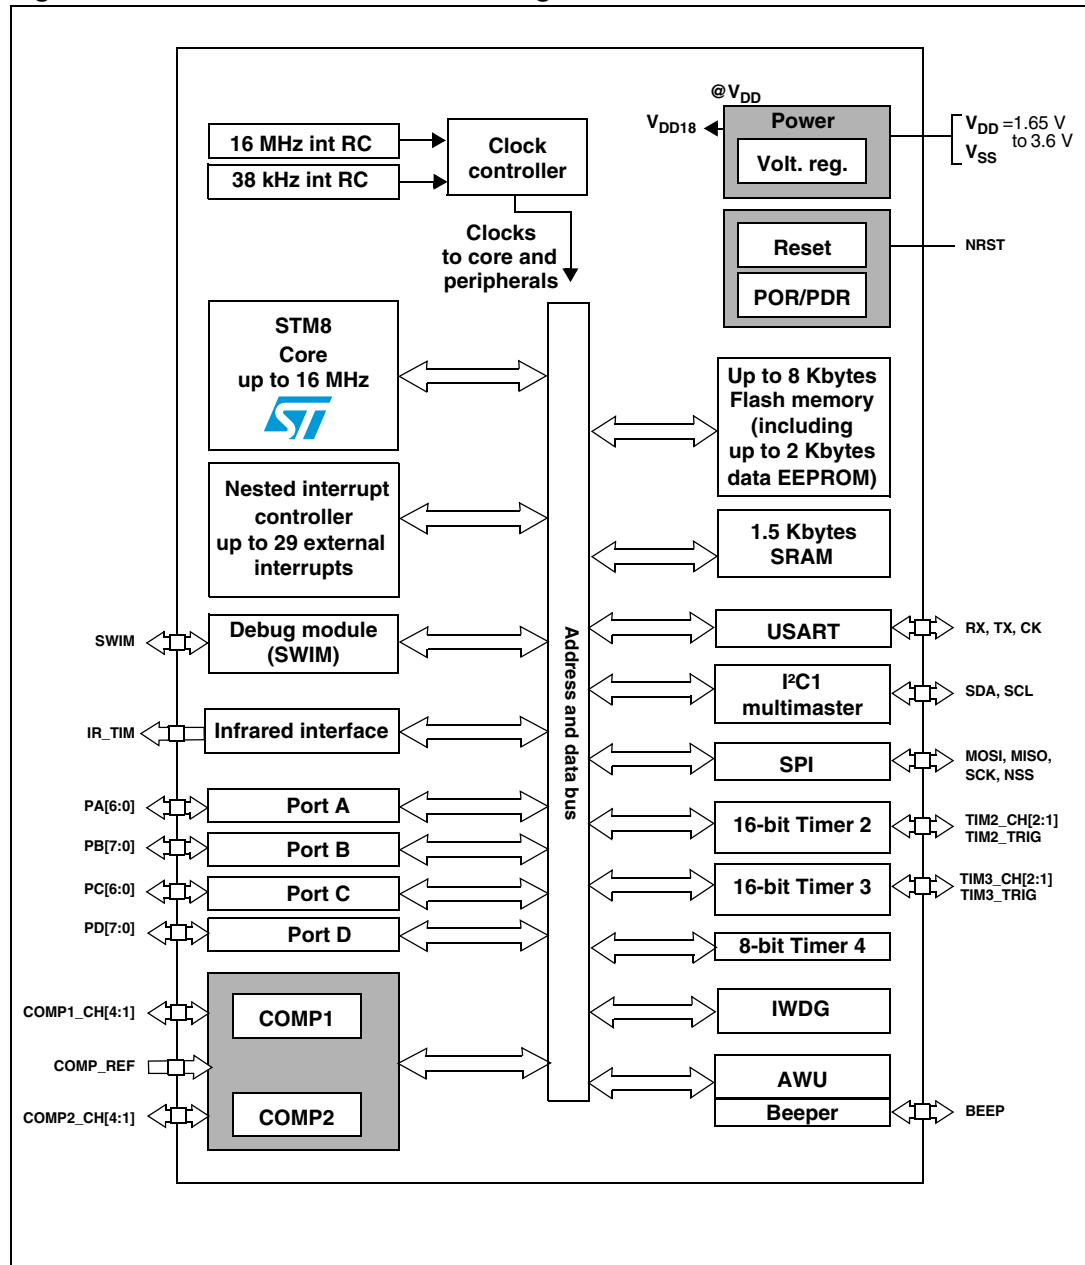 @VDD
VDD18
Power
Volt. reg.
VDD =1.65 V
to 3.6 V
VSS
16 MHz int RC
38 kHz int RC
Clock
controller
Clocks
to core and
peripherals
Reset
POR/PDR
NRST
STM8
Core
up to 16 MHz
ST
Up to 8 Kbytes
Flash memory
(including
up to 2 Kbytes
data EEPROM)
Nested interrupt
controller
up to 29 external
interrupts
1.5 Kbytes
SRAM
SWIM
Debug module
(SWIM)
Address and data bus
USART
RX, TX, CK
I²C1
multimaster
SDA, SCL
IR_TIM
Infrared interface
SPI
MOSI, MISO,
SCK, NSS
PA[6:0]
Port A
16-bit Timer 2
TIM2_CH[2:1]
TIM2_TRIG
PB[7:0]
Port B
PC[6:0]
Port C
16-bit Timer 3
TIM3_CH[2:1]
TIM3_TRIG
PD[7:0]
Port D
8-bit Timer 4
COMP1_CH[4:1]
COMP1
IWDG
COMP_REF
AWU
COMP2_CH[4:1]
COMP2
Beeper
BEEP